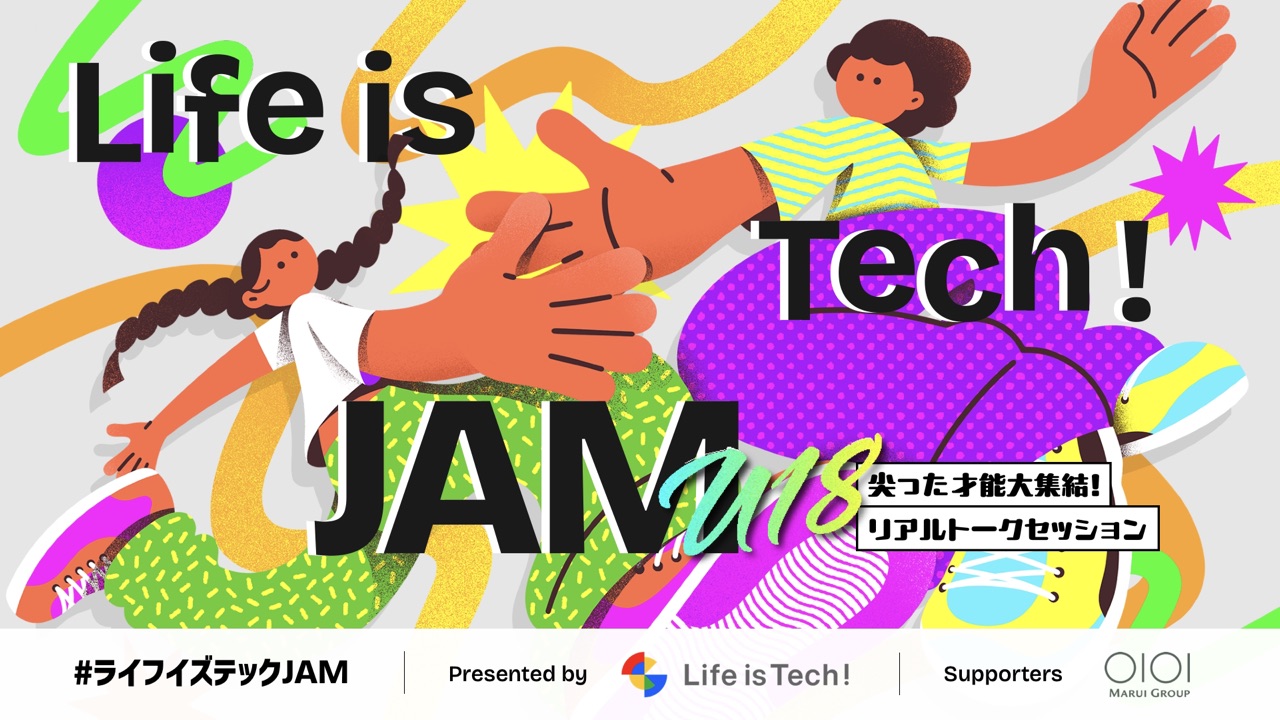 Life is
Tech!
JAM
U18
尖った才能大集結!
リアルトークセッション
#ライフイズテックJAM
Presented by
Life is Tech!
Supporters
OIOI
MARUI GROUP